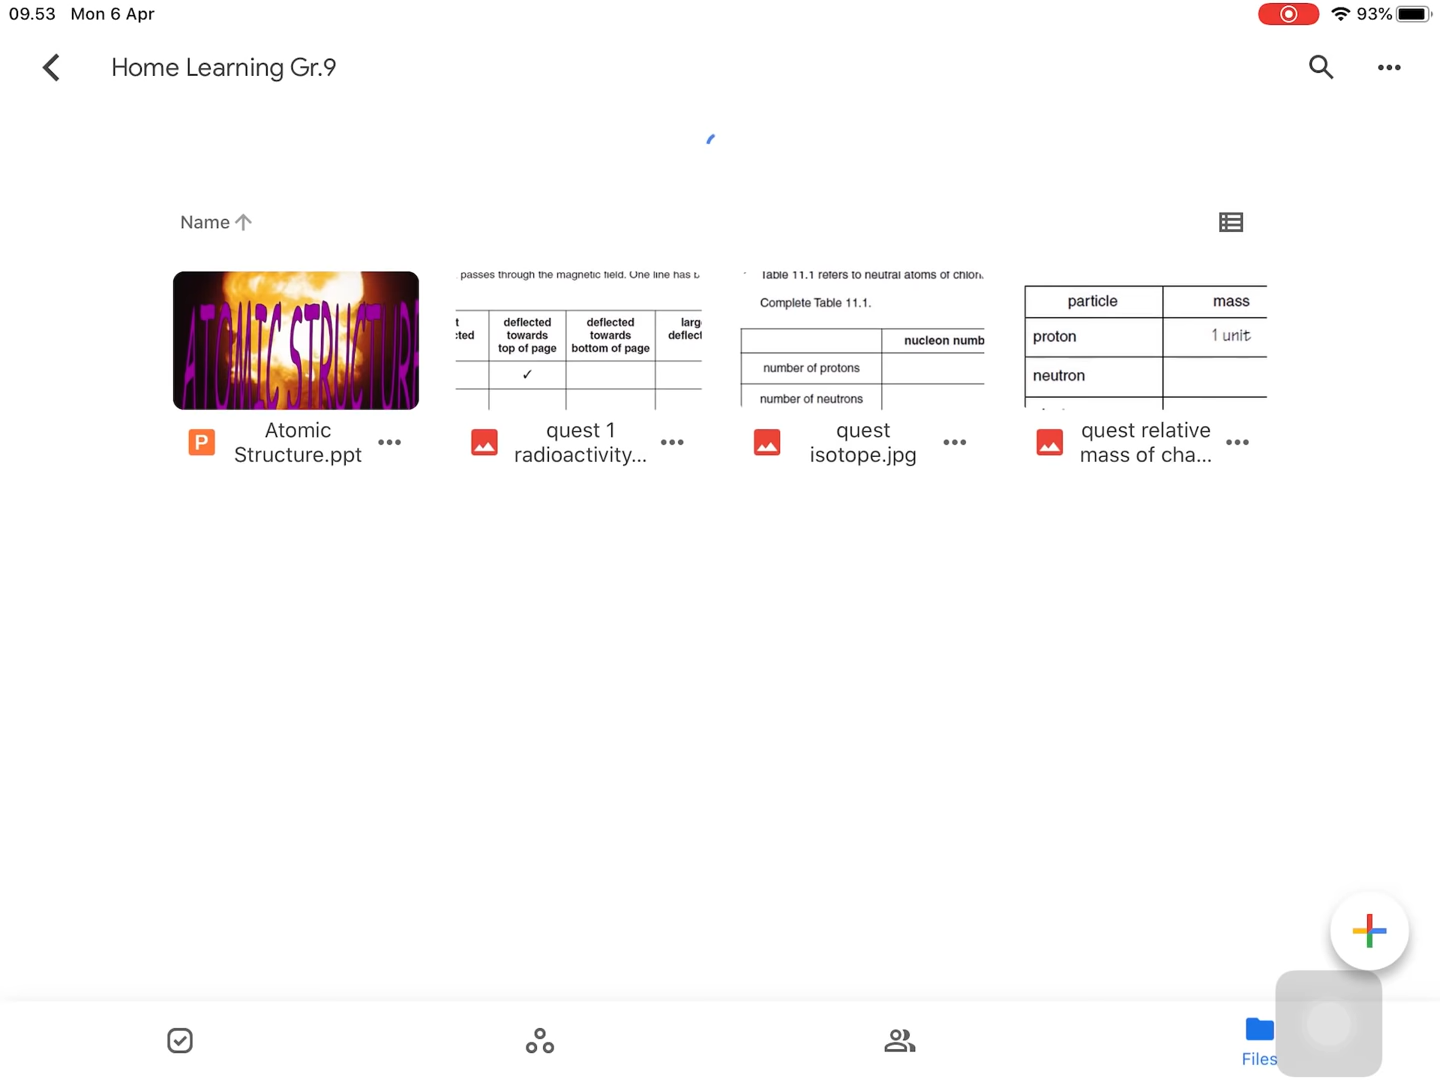 09.53 Mon 6 Apr
93%
Home Learning Gr.9
Name
ATOMIC STRUCTURE
passes through the magnetic field. One line has b
deflected towards top of page
deflected towards bottom of page
✓
Table 11.1 refers to neutral atoms of
Complete Table 11.1.
nucleon numb
number of protons
number of neutrons
particle mass
proton 1 unit
neutron
P
Atomic
Structure.ppt
quest 1
radioactivity...
quest
isotope.jpg
quest relative
mass of cha...
Files